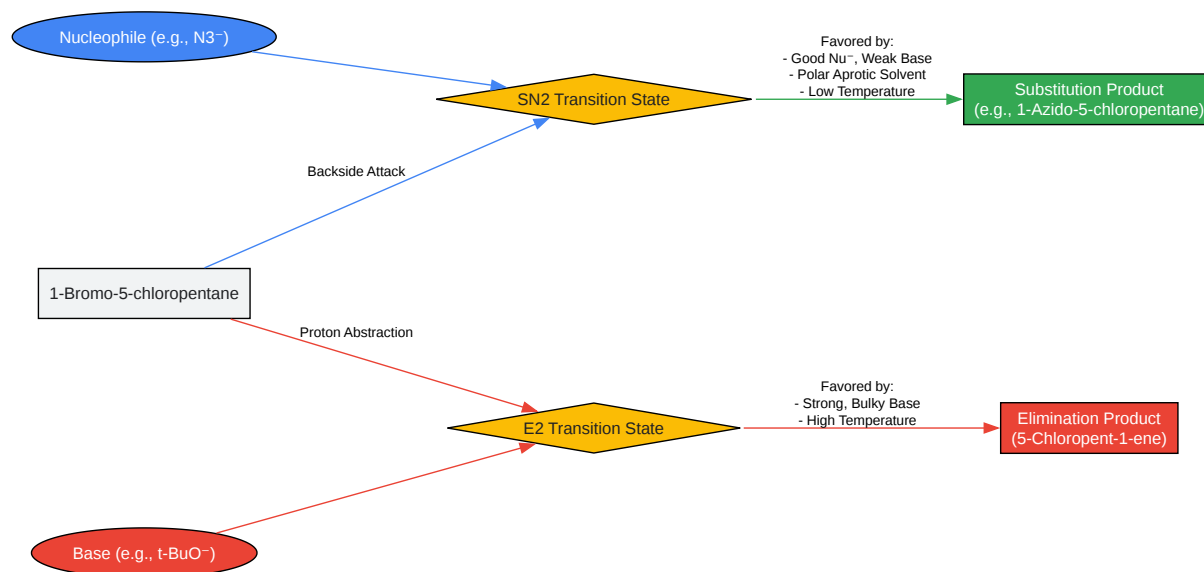 Nucleophile (e.g., N3⁻)
Favored by:
- Good Nu⁻, Weak Base
- Polar Aprotic Solvent
- Low Temperature
SN2 Transition State
Substitution Product
(e.g., 1-Azido-5-chloropentane)
Backside Attack
1-Bromo-5-chloropentane
Proton Abstraction
Favored by:
- Strong, Bulky Base
- High Temperature
E2 Transition State
Elimination Product
(5-Chloropent-1-ene)
Base (e.g., t-BuO⁻)